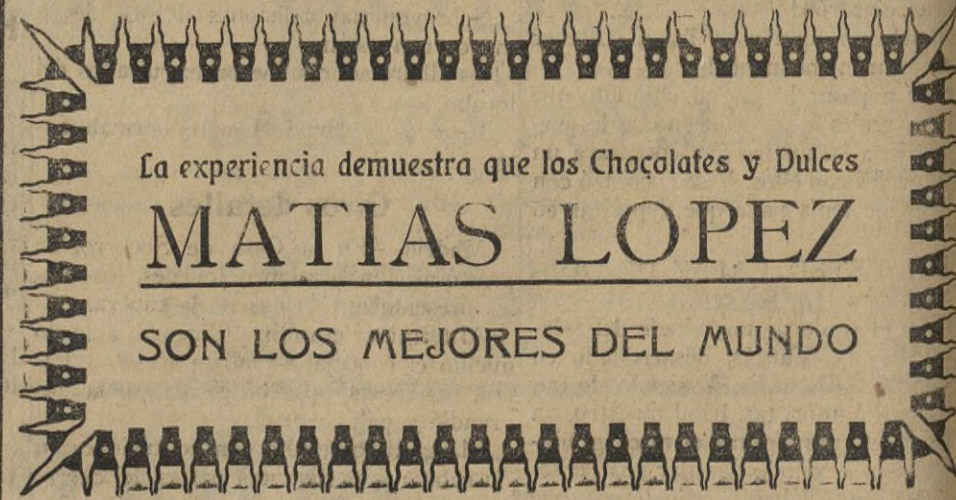 La experiencia demuestra que los Chocolates y Dulces
MATIAS LOPEZ
SON LOS MEJORES DEL MUNDO